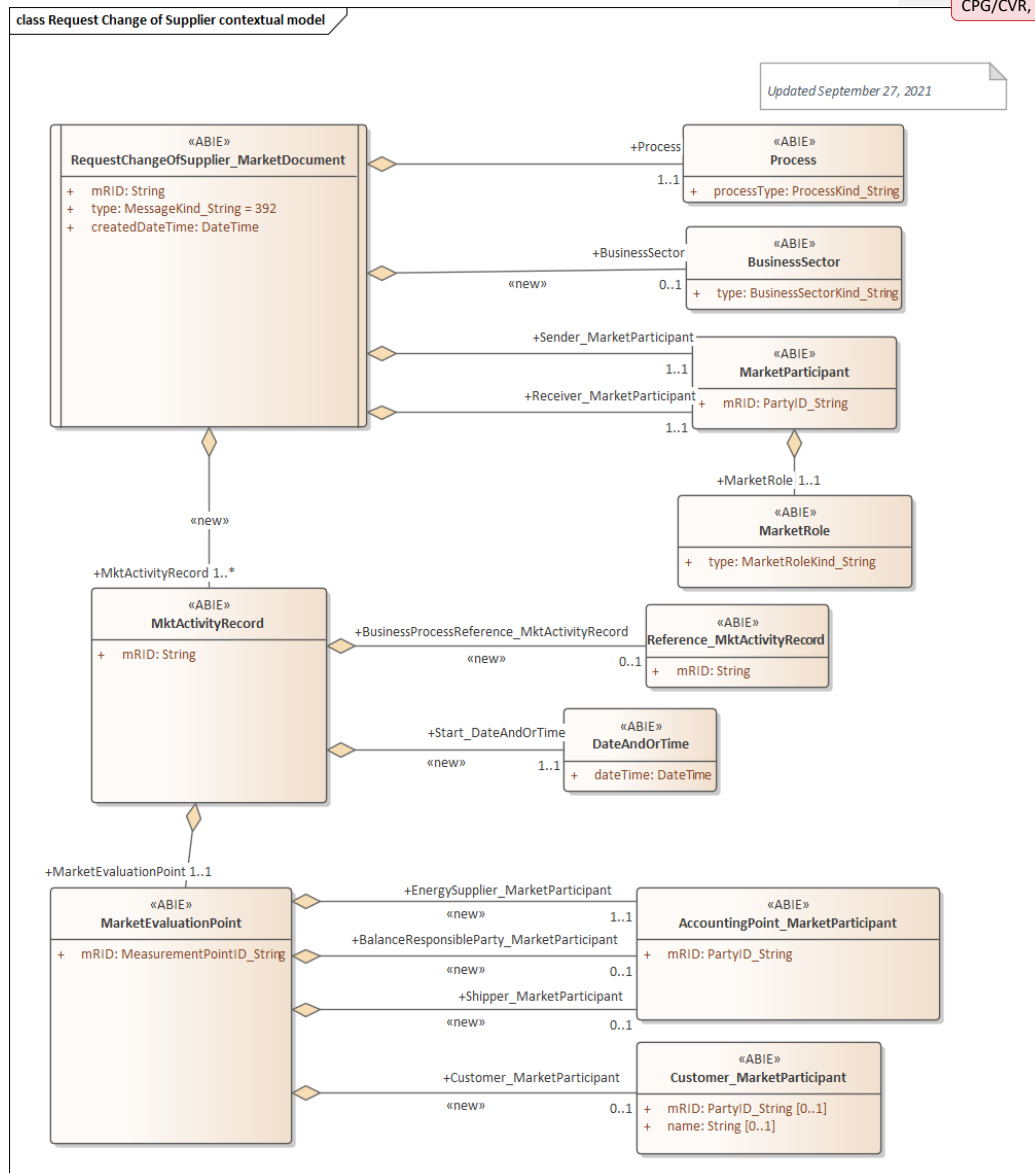 CPG/CVR,
class Request Change of Supplier contextual model
Updated September 27, 2021
«ABIE»
RequestChangeOfSupplier_MarketDocument
+ mRID: String
+ type: MessageKind_String = 392
+ createdDateTime: DateTime
+Process
1..1
«ABIE»
Process
+ processType: ProcessKind_String
+BusinessSector
«new»
0..1
«ABIE»
BusinessSector
+ type: BusinessSectorKind_String
+Sender_MarketParticipant
1..1
+Receiver_MarketParticipant
1..1
«ABIE»
MarketParticipant
+ mRID: PartyID_String
+MarketRole 1..1
«ABIE»
MarketRole
+ type: MarketRoleKind_String
«new»
+MktActivityRecord 1..*
«ABIE»
MktActivityRecord
+ mRID: String
+BusinessProcessReference_MktActivityRecord
«new»
0..1
«ABIE»
Reference_MktActivityRecord
+ mRID: String
+Start_DateAndOrTime
«new»
1..1
«ABIE»
DateAndOrTime
+ dateTime: DateTime
+MarketEvaluationPoint 1..1
«ABIE»
MarketEvaluationPoint
+ mRID: MeasurementPointID_String
+EnergySupplier_MarketParticipant
«new»
1..1
+BalanceResponsibleParty_MarketParticipant
«new»
0..1
+Shipper_MarketParticipant
«new»
0..1
«ABIE»
AccountingPoint_MarketParticipant
+ mRID: PartyID_String
+Customer_MarketParticipant
«new»
0..1
«ABIE»
Customer_MarketParticipant
+ mRID: PartyID_String [0..1]
+ name: String [0..1]